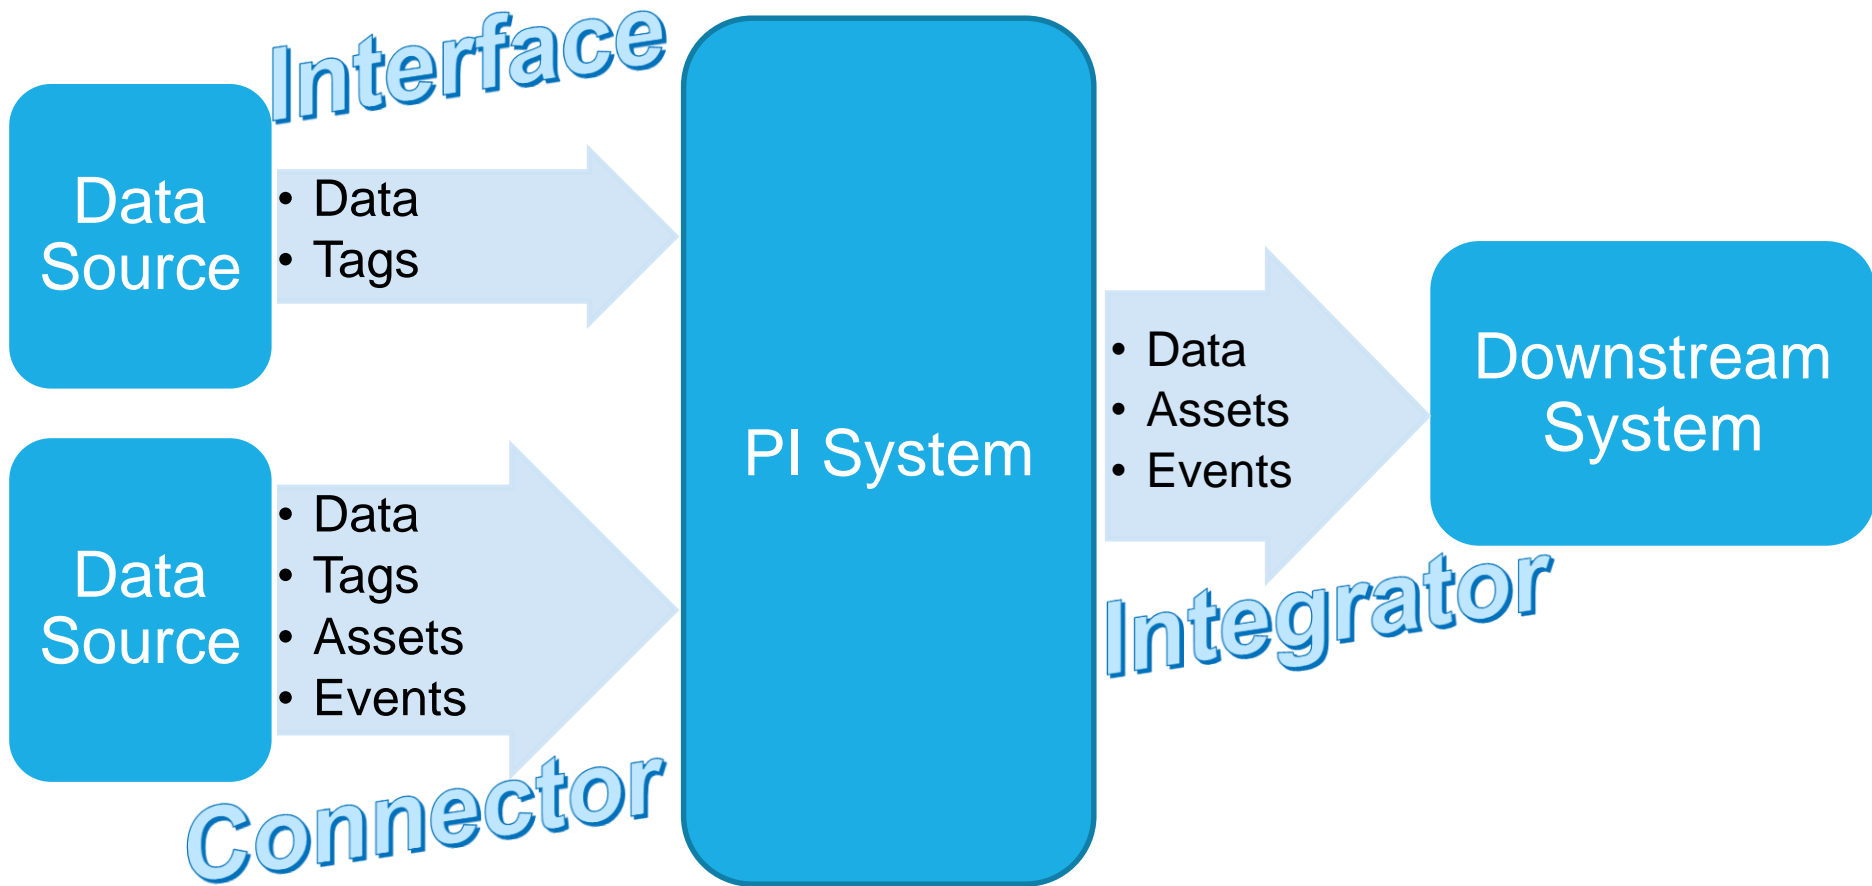 Interface
Data
Source
• Data
• Tags
Data
Source
• Data
• Tags
• Assets
• Events
Connector
PI System
• Data
• Assets
• Events
Integrator
Downstream
System